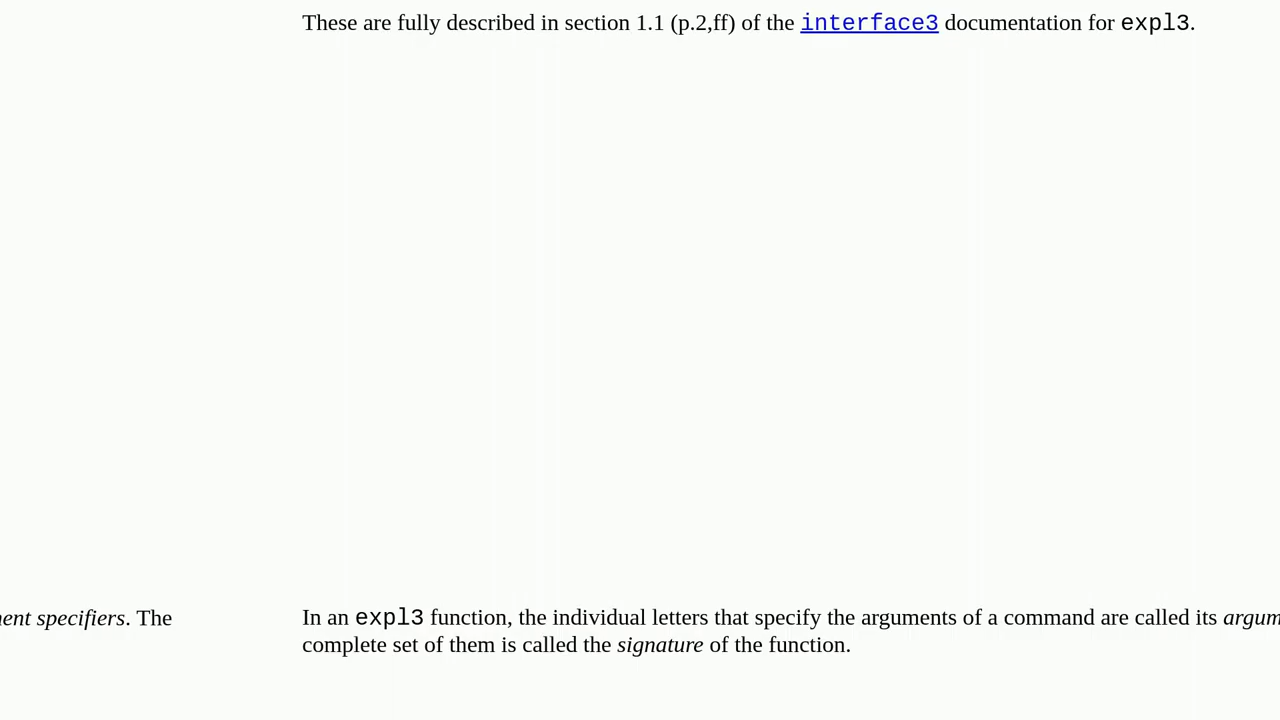 These are fully described in section 1.1 (p.2,ff) of the interface3 documentation for expl3.
ent specifiers. The
In an expl3 function, the individual letters that specify the arguments of a command are called its argum
complete set of them is called the signature of the function.